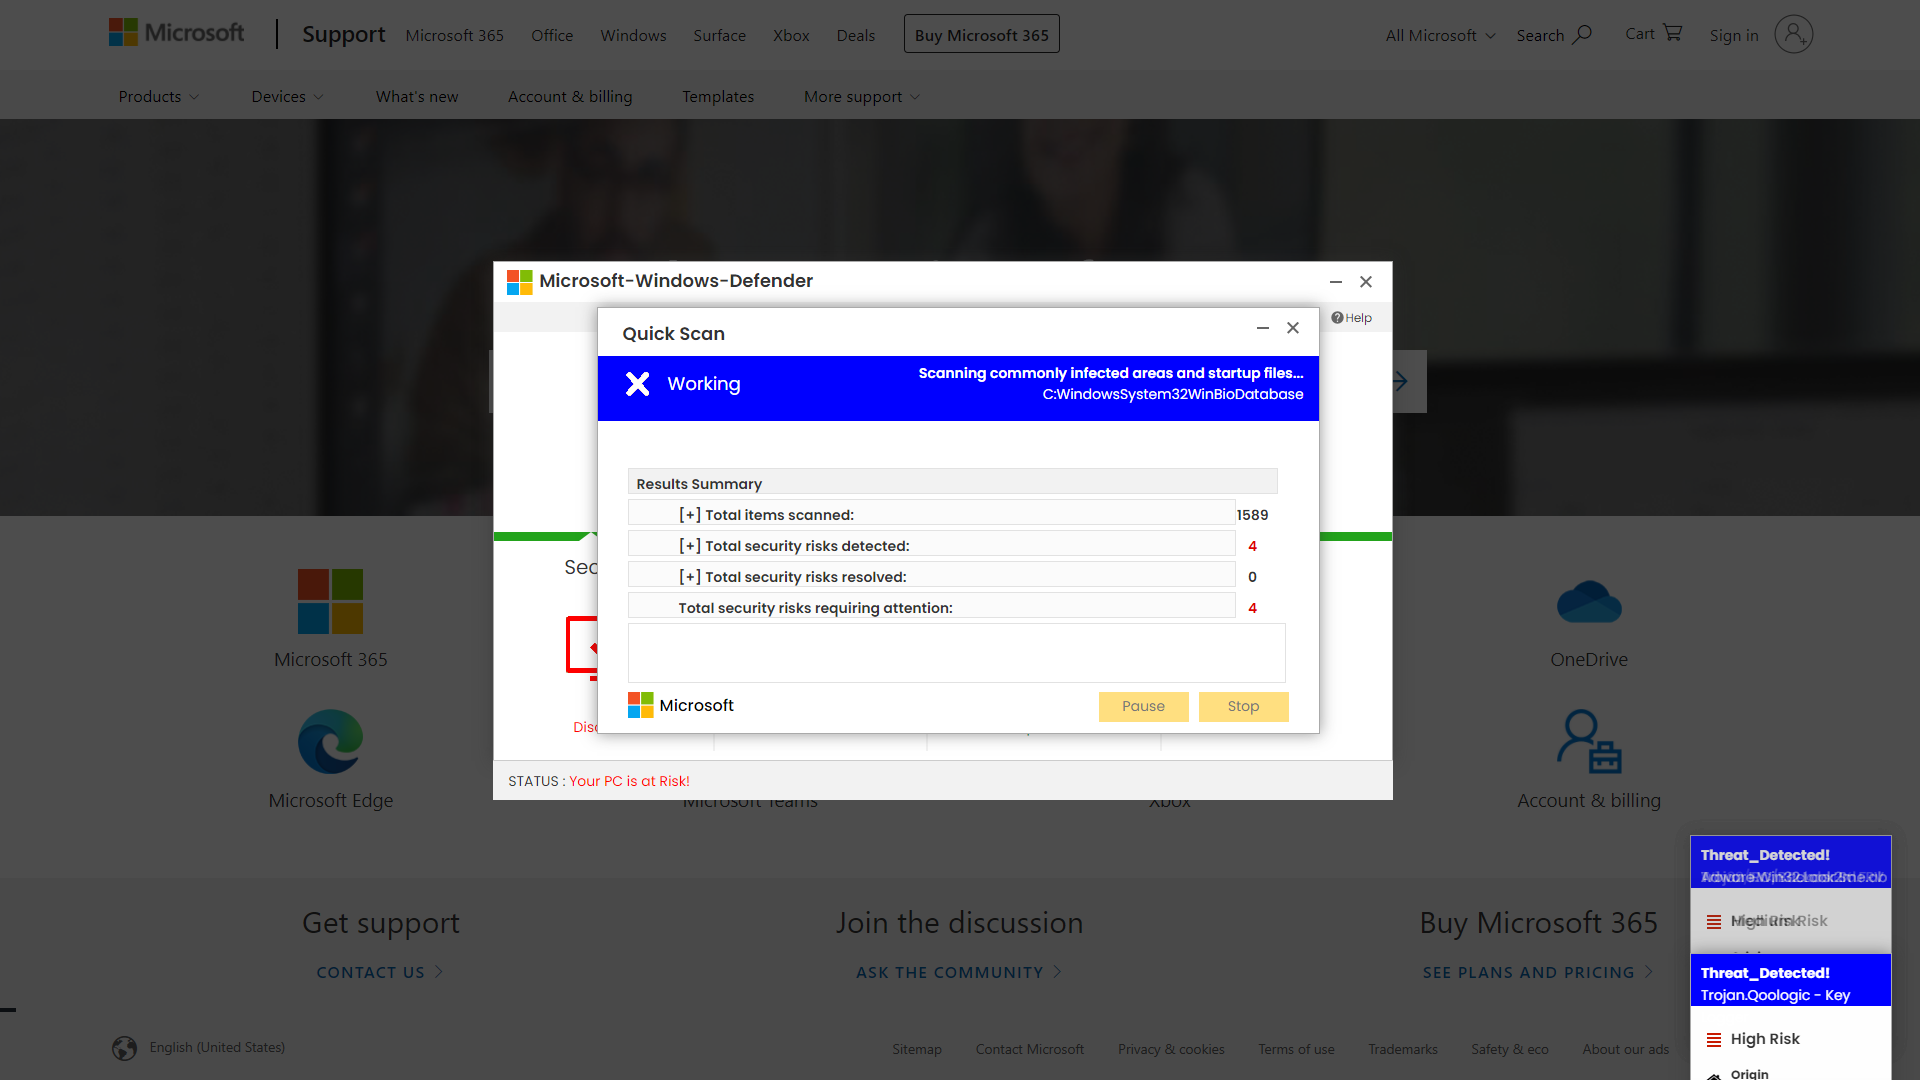 Microsoft
Support
Microsoft 365
Office
Windows
Surface
Xbox
Deals
Buy Microsoft 365
All Microsoft
Search
Cart
Sign in
Products
Devices
What's new
Account & billing
Templates
More support
Microsoft-Windows-Defender
Help
Quick Scan
Working
Scanning commonly infected areas and startup files...
C:WindowsSystem32WinBioDatabase
Results Summary
[+] Total items scanned: 1589
[+] Total security risks detected: 4
[+] Total security risks resolved: 0
Total security risks requiring attention: 4
Microsoft
Pause
Stop
Sec
Disc
STATUS : Your PC is at Risk!
Microsoft 365
OneDrive
Microsoft Edge
Microsoft Teams
Xbox
Account & billing
Threat_Detected!
Threat_Detected!
Trojan.Qoologic - Key
High Risk
Origin
Get support
CONTACT US
Join the discussion
ASK THE COMMUNITY
Buy Microsoft 365
SEE PLANS AND PRICING
English (United States)
Sitemap
Contact Microsoft
Privacy & cookies
Terms of use
Trademarks
Safety & eco
About our ads